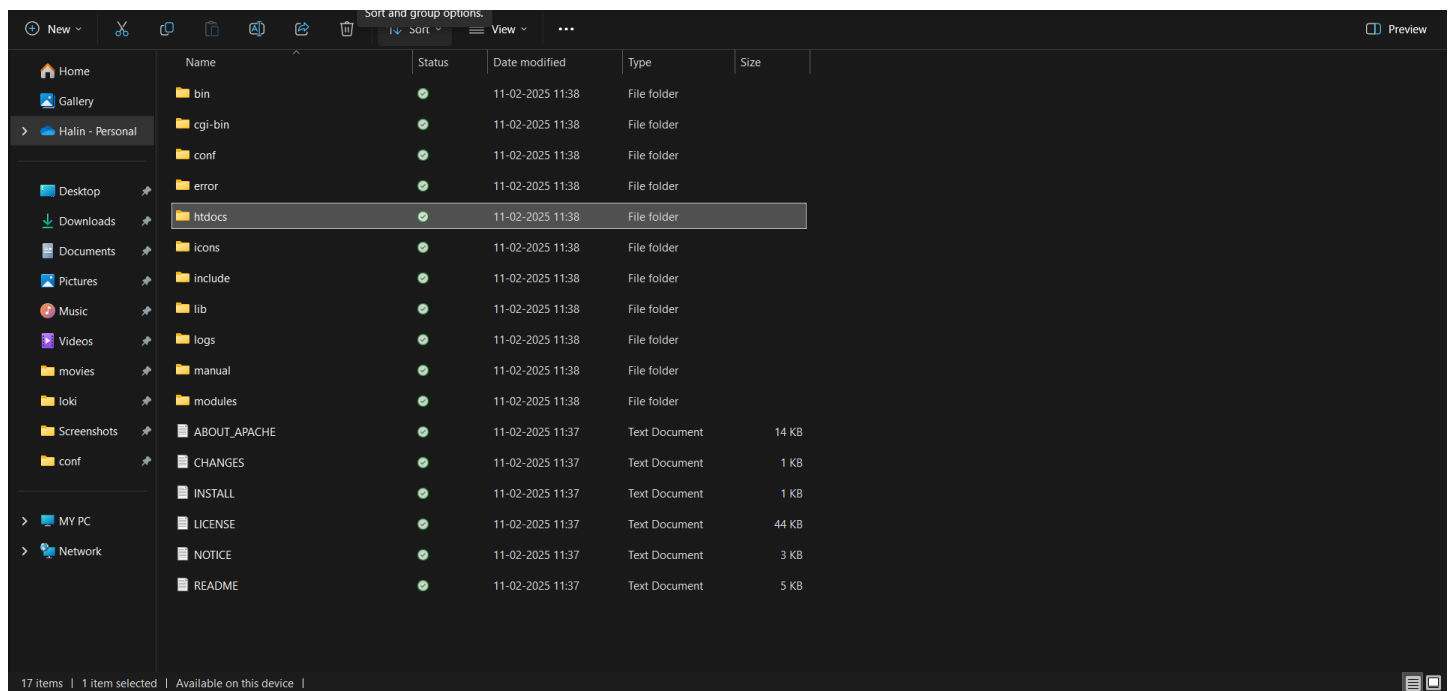 Sort and group options.
New
Sort
View
Preview
Name Status Date modified Type Size
Home
Gallery
Halin - Personal
Desktop
Downloads
Documents
Pictures
Music
Videos
movies
loki
Screenshots
conf
MY PC
Network
bin 11-02-2025 11:38 File folder
cgi-bin 11-02-2025 11:38 File folder
conf 11-02-2025 11:38 File folder
error 11-02-2025 11:38 File folder
htdocs 11-02-2025 11:38 File folder
icons 11-02-2025 11:38 File folder
include 11-02-2025 11:38 File folder
lib 11-02-2025 11:38 File folder
logs 11-02-2025 11:38 File folder
manual 11-02-2025 11:38 File folder
modules 11-02-2025 11:38 File folder
ABOUT_APACHE 11-02-2025 11:37 Text Document 14 KB
CHANGES 11-02-2025 11:37 Text Document 1 KB
INSTALL 11-02-2025 11:37 Text Document 1 KB
LICENSE 11-02-2025 11:37 Text Document 44 KB
NOTICE 11-02-2025 11:37 Text Document 3 KB
README 11-02-2025 11:37 Text Document 5 KB
17 items | 1 item selected | Available on this device |